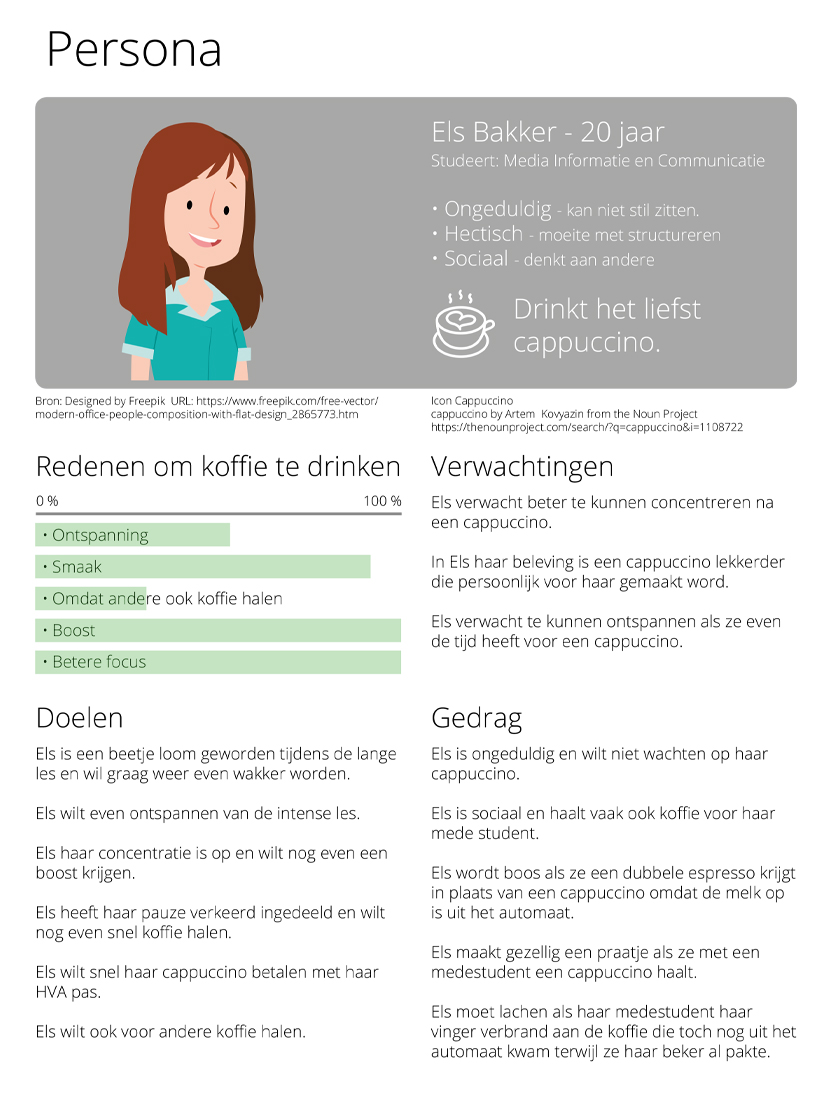 Persona
Els Bakker - 20 jaar
Studeert: Media Informatie en Communicatie
• Ongeduldig - kan niet stil zitten.
• Hectisch - moeite met structureren
• Sociaal - denkt aan andere
Drinkt het liefst
cappuccino.
Bron: Designed by Freepik URL: https://www.freepik.com/free-vector/
modern-office-people-composition-with-flat-design_2865773.htm
Icon Cappuccino
cappuccino by Artem Kovyazin from the Noun Project
https://thenounproject.com/search/?q=cappuccino&i=1108722
Redenen om koffie te drinken
0 % 100 %
• Ontspanning
• Smaak
• Omdat andere ook koffie halen
• Boost
• Betere focus
Verwachtingen
Els verwacht beter te kunnen concentreren na
een cappuccino.
In Els haar beleving is een cappuccino lekkerder
die persoonlijk voor haar gemaakt word.
Els verwacht te kunnen ontspannen als ze even
de tijd heeft voor een cappuccino.
Doelen
Els is een beetje loom geworden tijdens de lange
les en wil graag weer even wakker worden.
Els wilt even ontspannen van de intense les.
Els haar concentratie is op en wilt nog even een
boost krijgen.
Els heeft haar pauze verkeerd ingedeeld en wilt
nog even snel koffie halen.
Els wilt snel haar cappuccino betalen met haar
HVA pas.
Els wilt ook voor andere koffie halen.
Gedrag
Els is ongeduldig en wilt niet wachten op haar
cappuccino.
Els is sociaal en haalt vaak ook koffie voor haar
mede student.
Els wordt boos als ze een dubbele espresso krijgt
in plaats van een cappuccino omdat de melk op
is uit het automaat.
Els maakt gezellig een praatje als ze met een
medestudent een cappuccino haalt.
Els moet lachen als haar medestudent haar
vinger verbrand aan de koffie die toch nog uit het
automaat kwam terwijl ze haar beker al pakte.